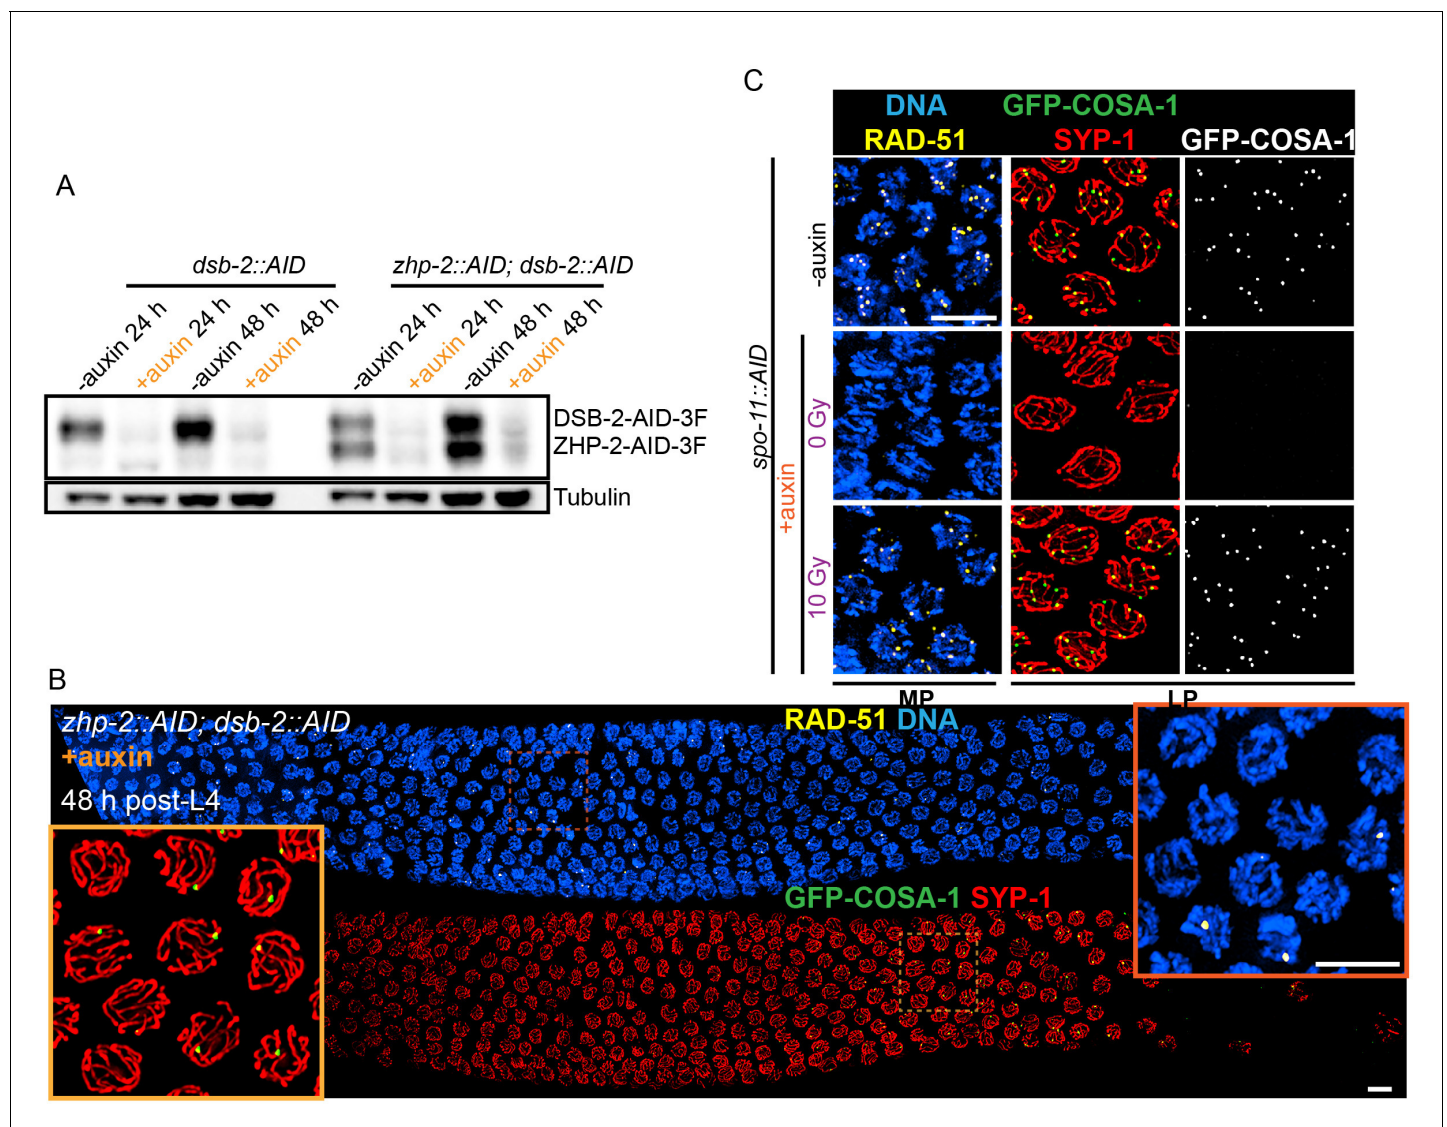 A
dsb-2::AID
zhp-2::AID; dsb-2::AID
-auxin 24 h
+auxin 24 h
-auxin 48 h
+auxin 48 h
-auxin 24 h
+auxin 24 h
-auxin 48 h
+auxin 48 h
DSB-2-AID-3F
ZHP-2-AID-3F
Tubulin
C
DNA GFP-COSA-1
RAD-51 SYP-1 GFP-COSA-1
spo-11::AID
-auxin
+auxin
0 Gy
10 Gy
MP LP
B
zhp-2::AID; dsb-2::AID
+auxin
48 h post-L4
RAD-51 DNA
GFP-COSA-1 SYP-1